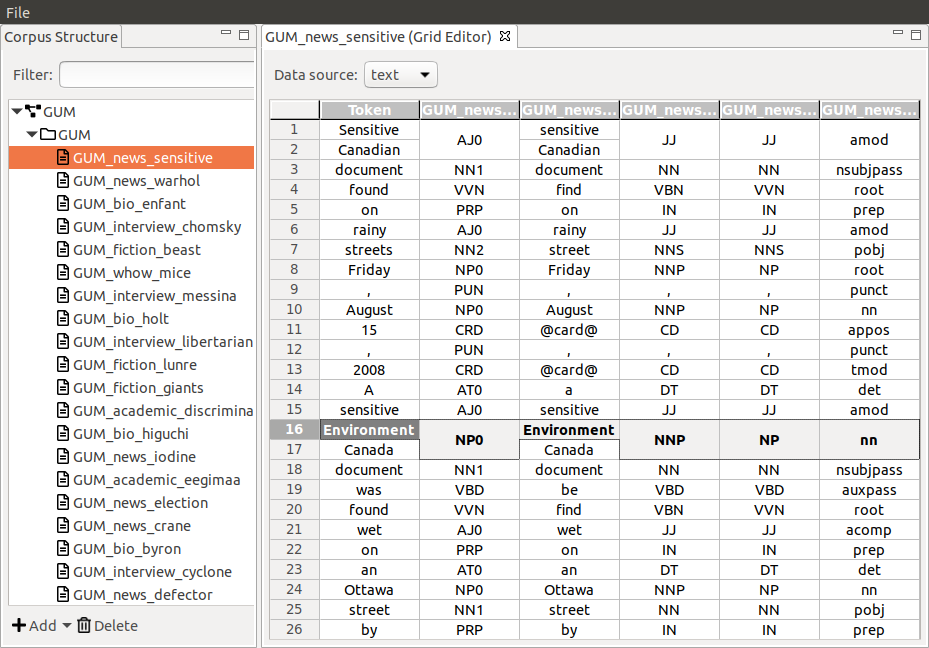 File
Corpus Structure
Filter:
GUM
GUM
GUM_news_sensitive
GUM_news_warhol
GUM_bio_enfant
GUM_interview_chomsky
GUM_fiction_beast
GUM_whow_mice
GUM_interview_messina
GUM_bio_holt
GUM_interview_libertarian
GUM_fiction_lunre
GUM_fiction_giants
GUM_academic_discrimina
GUM_bio_higuchi
GUM_news_iodine
GUM_academic_eegimaa
GUM_news_election
GUM_news_crane
GUM_bio_byron
GUM_interview_cyclone
GUM_news_defector
Add Delete
GUM_news_sensitive (Grid Editor)
Data source: text
Token GUM_news... GUM_news... GUM_news... GUM_news... GUM_news...
1 Sensitive AJ0 sensitive JJ JJ amod
2 Canadian Canadian
3 document NN1 document NN NN nsubjpass
4 found VVN find VBN VVN root
5 on PRP on IN IN prep
6 rainy AJ0 rainy JJ JJ amod
7 streets NN2 street NNS NNS pobj
8 Friday NP0 Friday NNP NP root
9 , PUN , , , punct
10 August NP0 August NNP NP nn
11 15 CRD @card@ CD CD appos
12 , PUN , , , punct
13 2008 CRD @card@ CD CD tmod
14 A AT0 a DT DT det
15 sensitive AJ0 sensitive JJ JJ amod
16 Environment NP0 Environment NNP NP nn
17 Canada Canada
18 document NN1 document NN NN nsubjpass
19 was VBD be VBD VBD auxpass
20 found VVN find VBN VVN root
21 wet AJ0 wet JJ JJ acomp
22 on PRP on IN IN prep
23 an AT0 an DT DT det
24 Ottawa NP0 Ottawa NNP NP nn
25 street NN1 street NN NN pobj
26 by PRP by IN IN prep